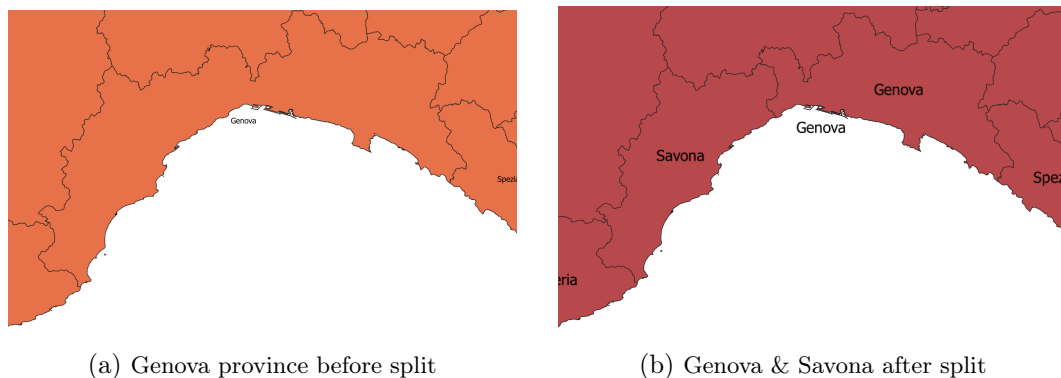 Genova
Spezia
(a) Genova province before split
Genova
Genova
Savona
Spez
eria
(b) Genova & Savona after split